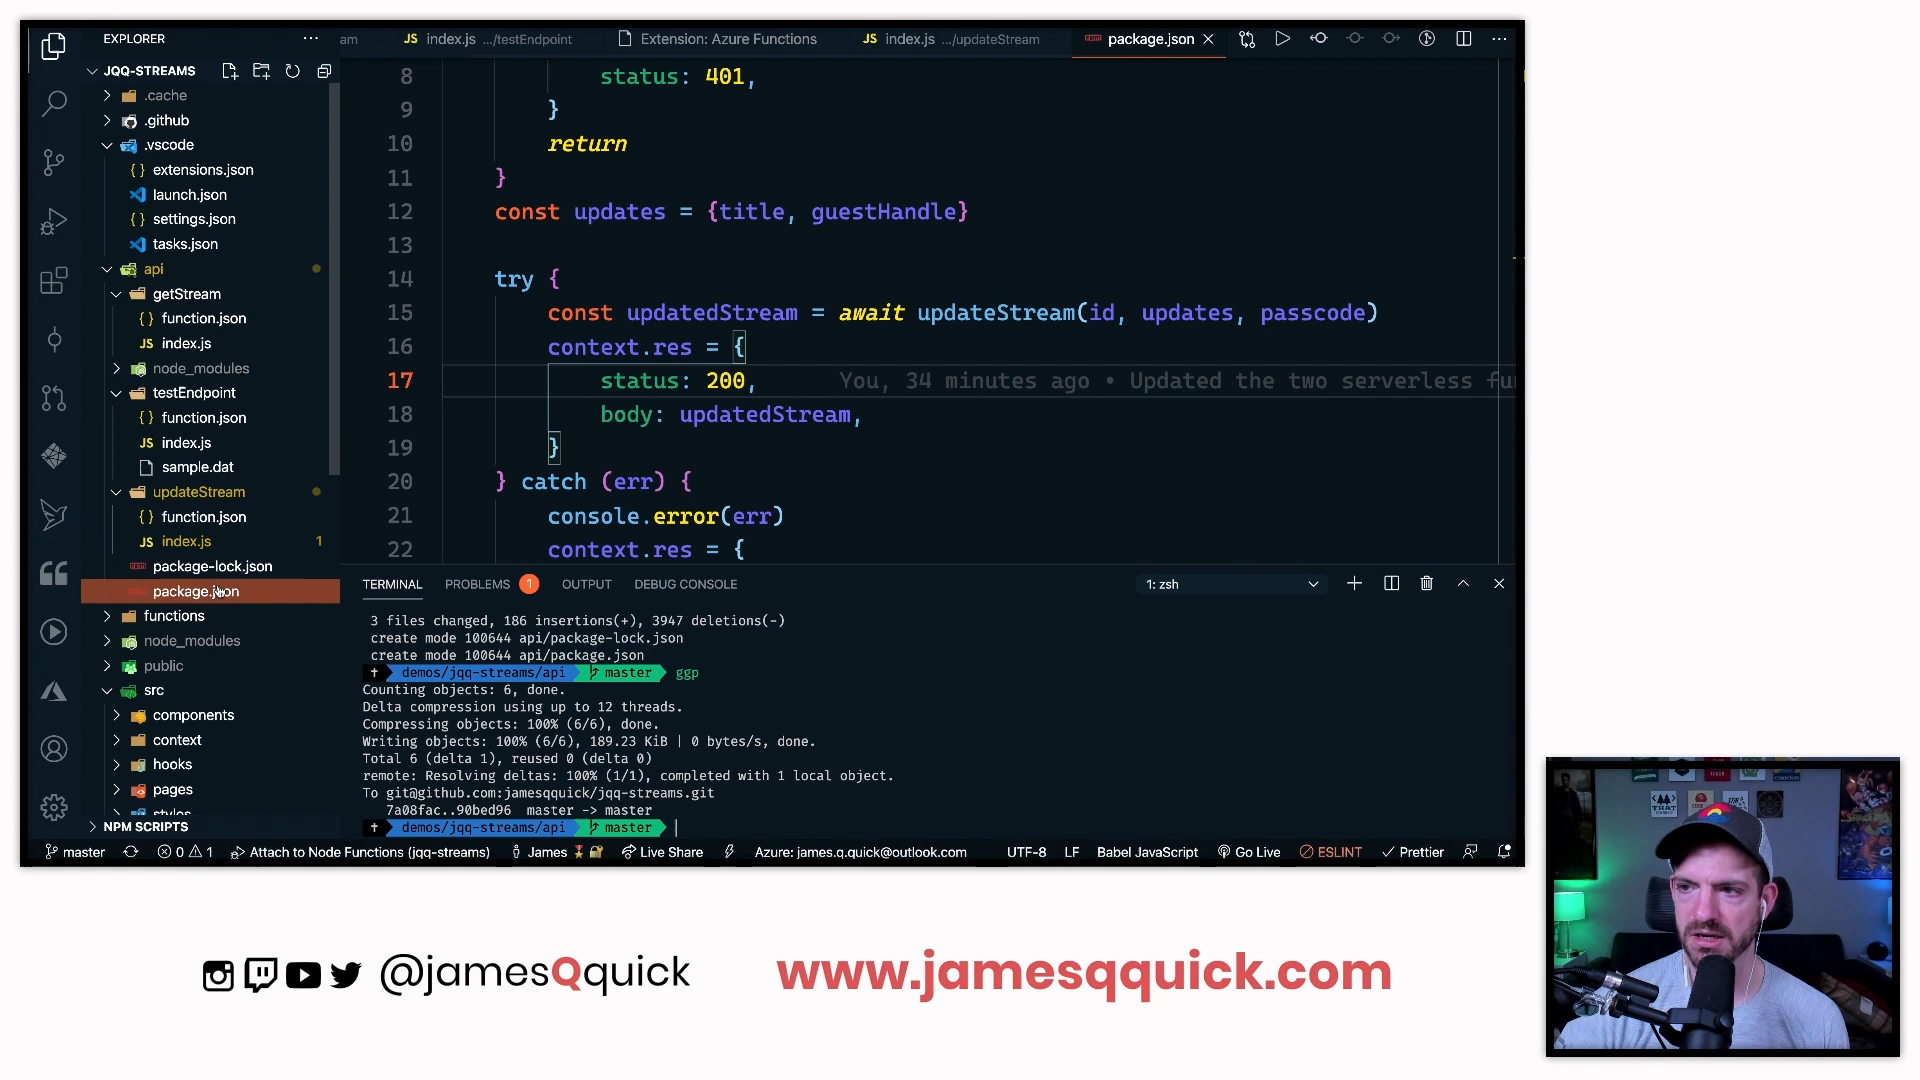 EXPLORER
am
index.js .../testEndpoint
Extension: Azure Functions
index.js .../updateStream
package.json
JQQ-STREAMS
.cache
.github
.vscode
extensions.json
launch.json
settings.json
tasks.json
api
getStream
function.json
JS index.js
node_modules
testEndpoint
function.json
JS index.js
sample.dat
updateStream
function.json
JS index.js 1
package-lock.json
package.json
functions
node_modules
public
src
components
context
hooks
pages
styles
NPM SCRIPTS
8 status: 401,
9 }
10 return
11 }
12 const updates = {title, guestHandle}
13
14 try {
15 const updatedStream = await updateStream(id, updates, passcode)
16 context.res = {
17 status: 200, You, 34 minutes ago • Updated the two serverless fu
18 body: updatedStream,
19 }
20 } catch (err) {
21 console.error(err)
22 context.res = {
TERMINAL PROBLEMS 1 OUTPUT DEBUG CONSOLE 1: zsh
3 files changed, 186 insertions(+), 3947 deletions(-)
create mode 100644 api/package-lock.json
create mode 100644 api/package.json
demos/jqq-streams/api master ggp
Counting objects: 6, done.
Delta compression using up to 12 threads.
Compressing objects: 100% (6/6), done.
Writing objects: 100% (6/6), 189.23 KiB | 0 bytes/s, done.
Total 6 (delta 1), reused 0 (delta 0)
remote: Resolving deltas: 100% (1/1), completed with 1 local object.
To git@github.com:jamesqquick/jqq-streams.git
7a08fac..90bed96 master -> master
demos/jqq-streams/api master
master 0 1 Attach to Node Functions (jqq-streams) James Live Share Azure: james.q.quick@outlook.com UTF-8 LF Babel JavaScript Go Live ESLINT Prettier
@jamesQquick www.jamesqquick.com